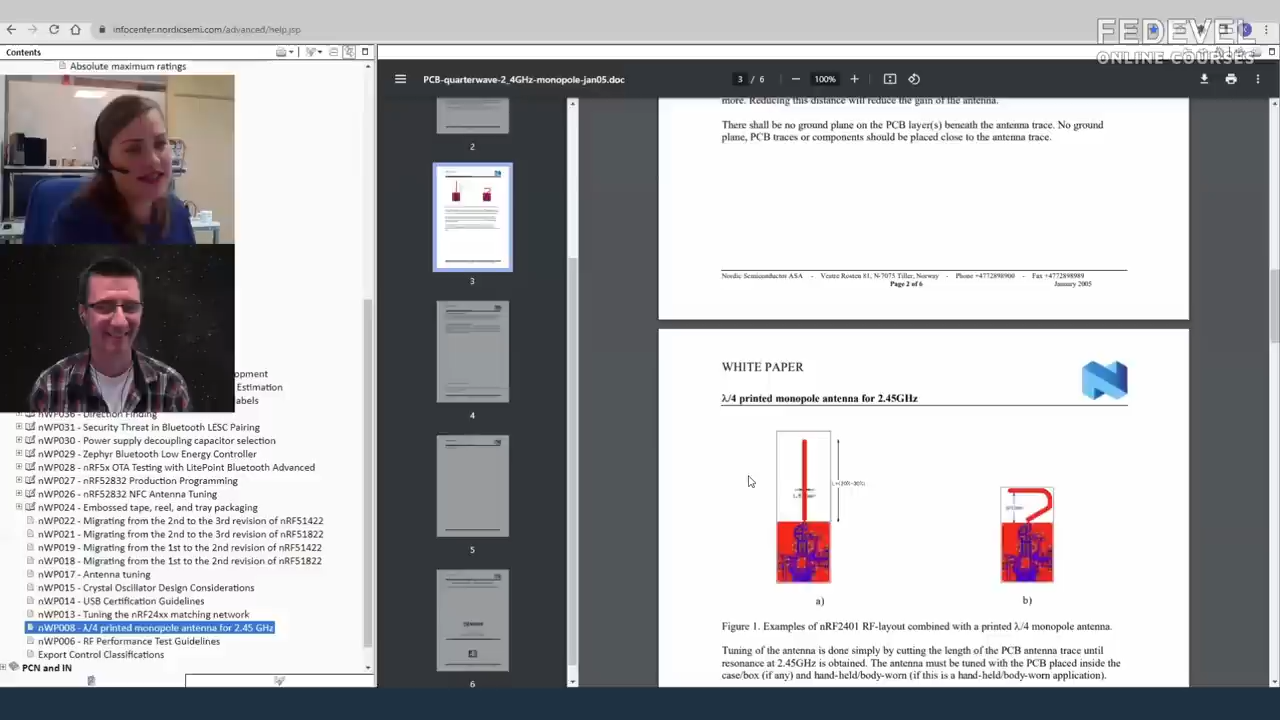 infocenter.nordicsemi.com/advanced/help.jsp
FEDEVEL
ONLINE COURSES
Contents
Absolute maximum ratings
opment
Estimation
labels
nWP036 - Direction Finding
nWP031 - Security Threat in Bluetooth LESC Pairing
nWP030 - Power supply decoupling capacitor selection
nWP029 - Zephyr Bluetooth Low Energy Controller
nWP028 - nRF5x OTA Testing with LitePoint Bluetooth Advanced
nWP027 - nRF52832 Production Programming
nWP026 - nRF52832 NFC Antenna Tuning
nWP024 - Embossed tape, reel, and tray packaging
nWP022 - Migrating from the 2nd to the 3rd revision of nRF51422
nWP021 - Migrating from the 2nd to the 3rd revision of nRF51822
nWP019 - Migrating from the 1st to the 2nd revision of nRF51422
nWP018 - Migrating from the 1st to the 2nd revision of nRF51822
nWP017 - Antenna tuning
nWP015 - Crystal Oscillator Design Considerations
nWP014 - USB Certification Guidelines
nWP013 - Tuning the nRF24xx matching network
nWP008 - λ/4 printed monopole antenna for 2.45 GHz
nWP006 - RF Performance Test Guidelines
Export Control Classifications
PCN and IN
PCB-quarterwave-2_4GHz-monopole-jan05.doc
3 / 6
100%
2
3
4
5
6
more. Reducing this distance will reduce the gain of the antenna.
There shall be no ground plane on the PCB layer(s) beneath the antenna trace. No ground
plane, PCB traces or components should be placed close to the antenna trace.
Nordic Semiconductor ASA - Vestre Rosten 81, N-7075 Tiller, Norway - Phone +4772898900 - Fax +4772898989
Page 2 of 6 January 2005
WHITE PAPER
λ/4 printed monopole antenna for 2.45GHz
a) b)
Figure 1. Examples of nRF2401 RF-layout combined with a printed λ/4 monopole antenna.
Tuning of the antenna is done simply by cutting the length of the PCB antenna trace until
resonance at 2.45GHz is obtained. The antenna must be tuned with the PCB placed inside the
case/box (if any) and hand-held/body-worn (if this is a hand-held/body-worn application).